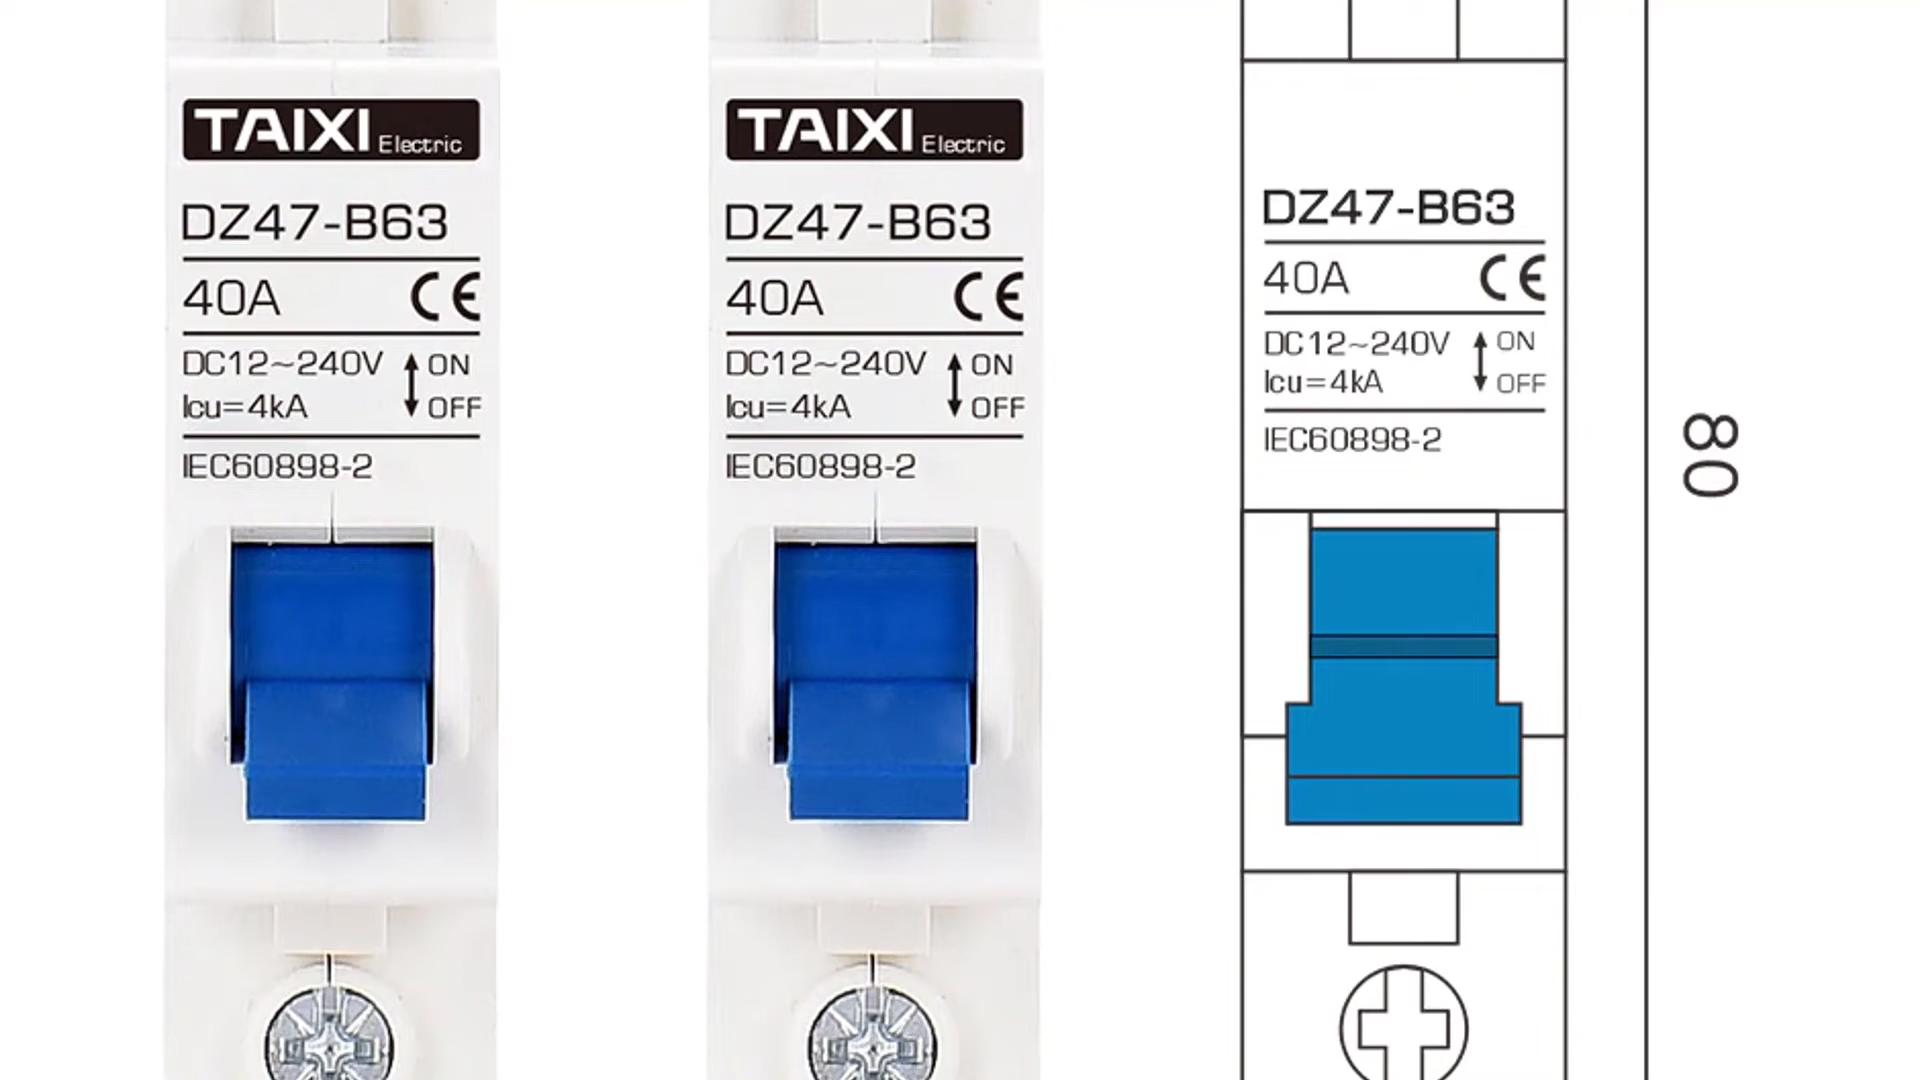 TAIXI Electric
DZ47-B63
40A CE
DC12~240V ON
Icu=4kA OFF
IEC60898-2
TAIXI Electric
DZ47-B63
40A CE
DC12~240V ON
Icu=4kA OFF
IEC60898-2
DZ47-B63
40A CE
DC12~240V ON
Icu=4kA OFF
IEC60898-2
80